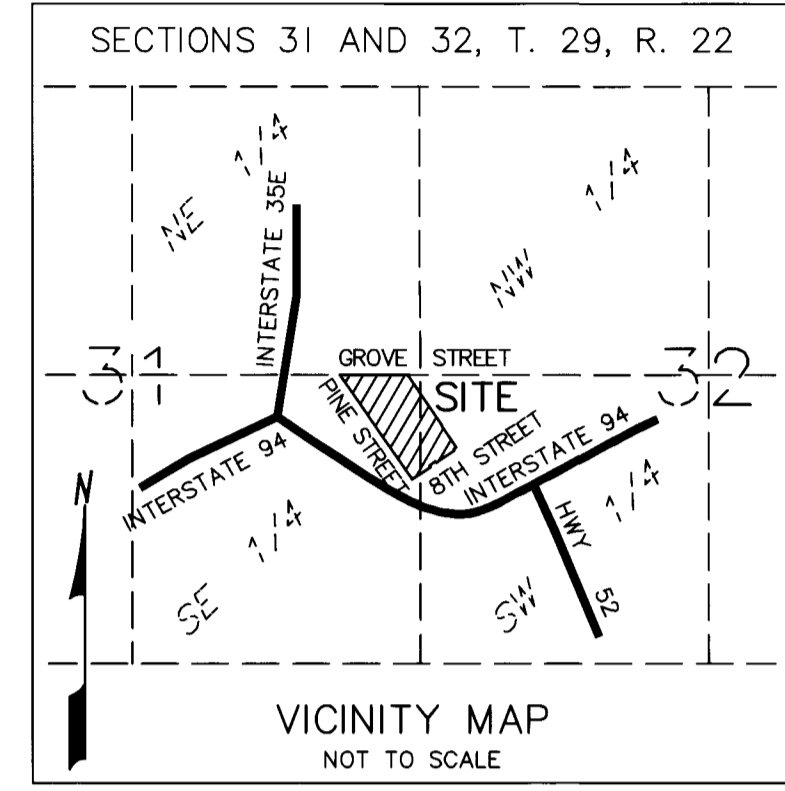 SECTIONS 31 AND 32, T. 29, R. 22
NE 1/4
INTERSTATE 35E
NW 1/4
31
GROVE STREET
32
PINE STREET
SITE
8TH STREET
INTERSTATE 94
INTERSTATE 94
N
HWY 52
SE 1/4
SW 1/4
VICINITY MAP
NOT TO SCALE